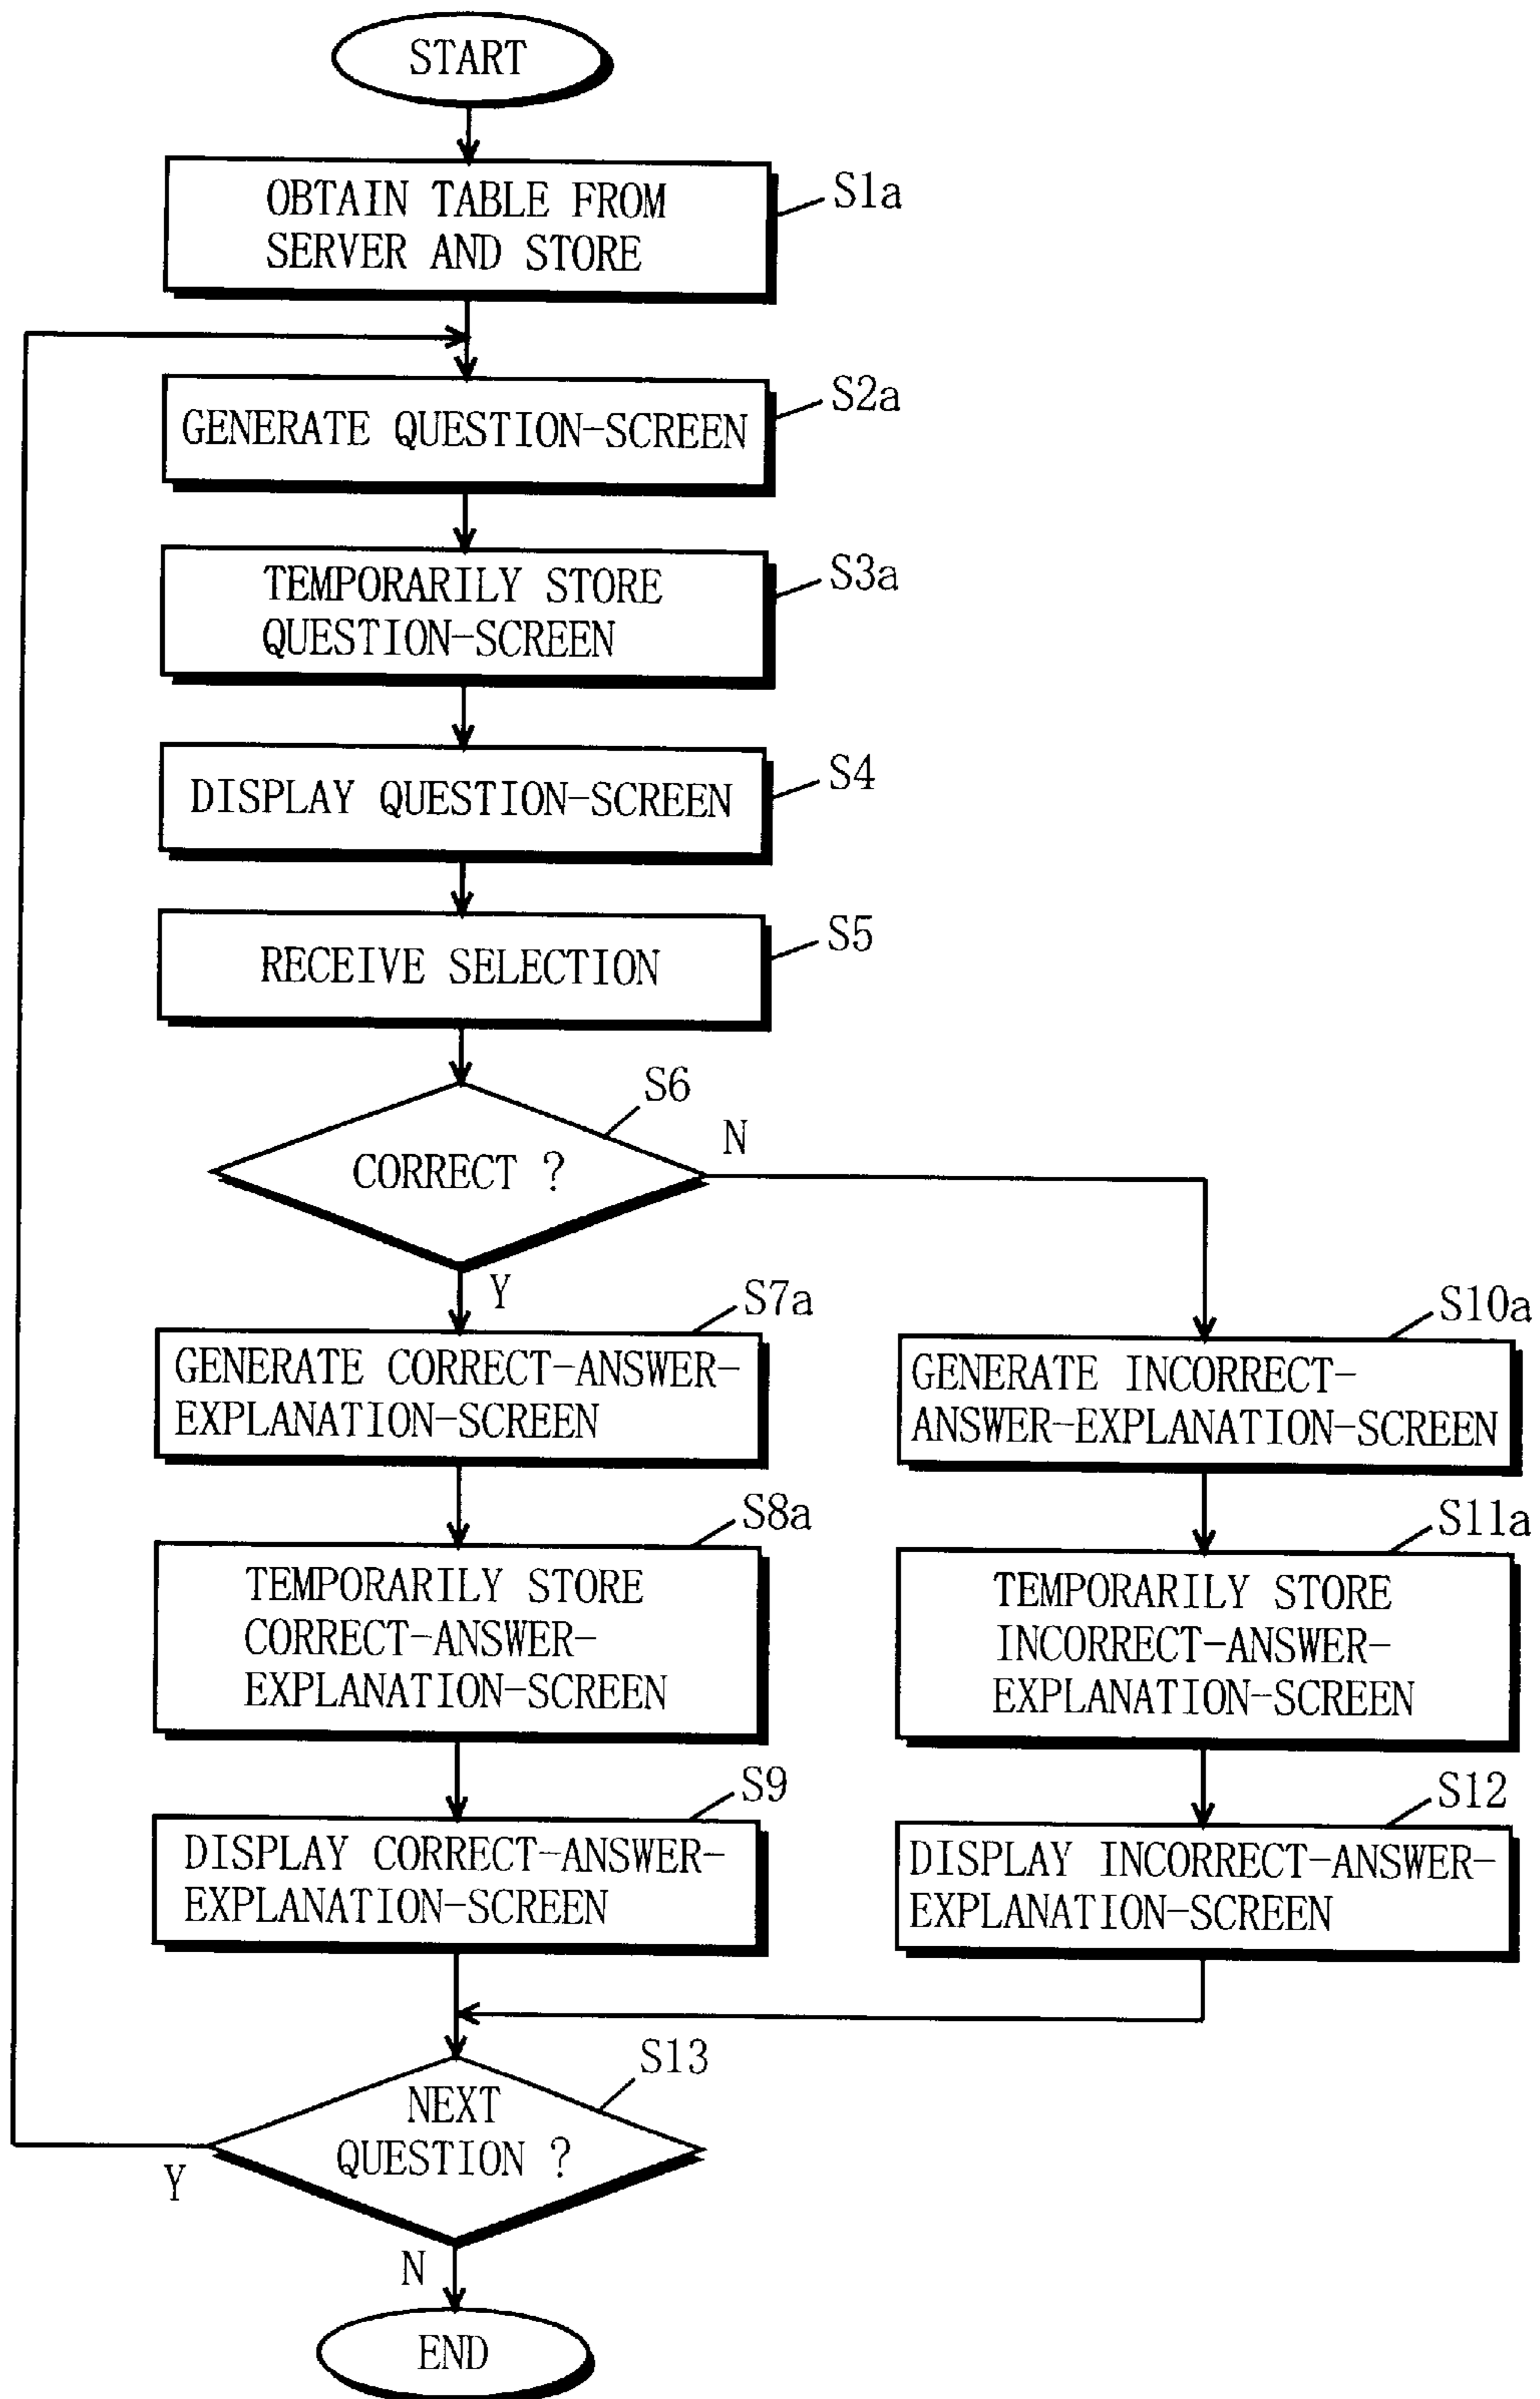 START
OBTAIN TABLE FROM
SERVER AND STORE
S1a
GENERATE QUESTION-SCREEN
S2a
TEMPORARILY STORE
QUESTION-SCREEN
S3a
DISPLAY QUESTION-SCREEN
S4
RECEIVE SELECTION
S5
CORRECT ?
S6
N
Y
GENERATE CORRECT-ANSWER-
EXPLANATION-SCREEN
S7a
TEMPORARILY STORE
CORRECT-ANSWER-
EXPLANATION-SCREEN
S8a
DISPLAY CORRECT-ANSWER-
EXPLANATION-SCREEN
S9
GENERATE INCORRECT-
ANSWER-EXPLANATION-SCREEN
S10a
TEMPORARILY STORE
INCORRECT-ANSWER-
EXPLANATION-SCREEN
S11a
DISPLAY INCORRECT-ANSWER-
EXPLANATION-SCREEN
S12
NEXT
QUESTION ?
S13
Y
N
END